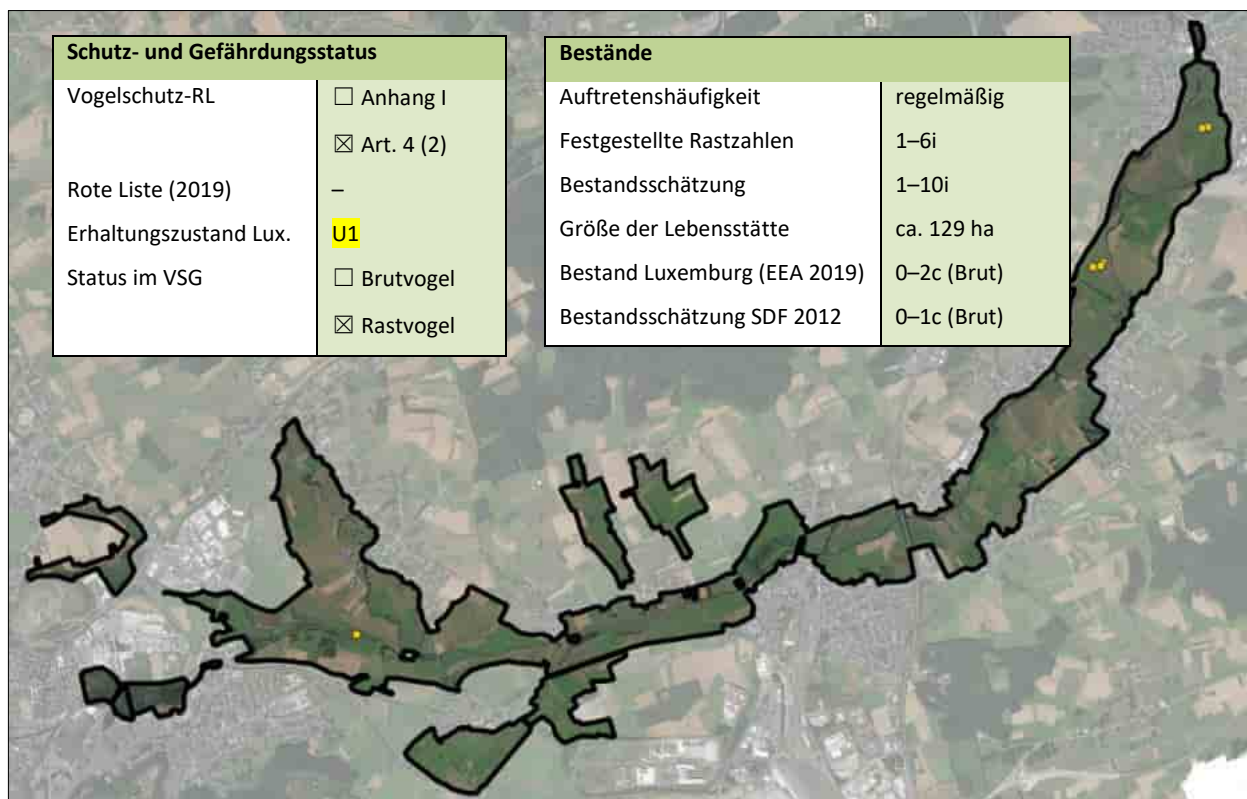 Schutz- und Gefährdungsstatus
Vogelschutz-RL ☐ Anhang I
☒ Art. 4 (2)
Rote Liste (2019) –
Erhaltungszustand Lux. U1
Status im VSG ☐ Brutvogel
☒ Rastvogel
Bestände
Auftretenshäufigkeit regelmäßig
Festgestellte Rastzahlen 1–6i
Bestandsschätzung 1–10i
Größe der Lebensstätte ca. 129 ha
Bestand Luxemburg (EEA 2019) 0–2c (Brut)
Bestandsschätzung SDF 2012 0–1c (Brut)